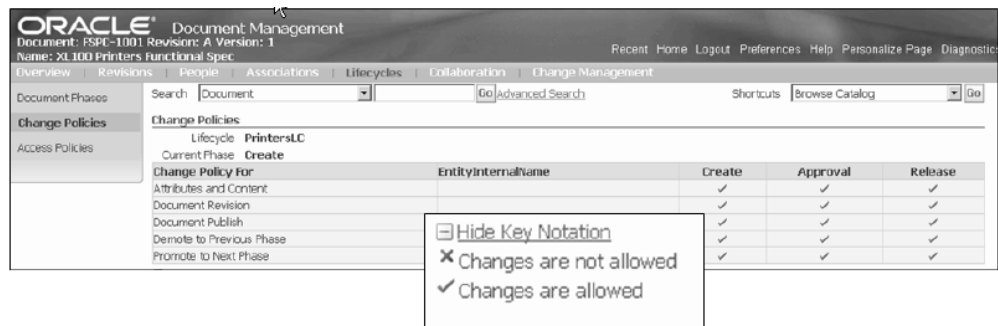 ORACLE® Document Management
Document: FSPC-1001 Revision: A Version: 1
Name: XL100 Printers Functional Spec
Recent Home Logout Preferences Help Personalize Page Diagnostics
Overview | Revisions | People | Associations | Lifecycles | Collaboration | Change Management
Document Phases
Change Policies
Access Policies
Search Document Go Advanced Search Shortcuts Browse Catalog Go
Change Policies
Lifecycle PrintersLC
Current Phase Create
Change Policy For EntityInternalName Create Approval Release
Attributes and Content ✓ ✓ ✓
Document Revision ✓ ✓ ✓
Document Publish ✓ ✓ ✓
Demote to Previous Phase ✓ ✓ ✓
Promote to Next Phase ✓ ✓ ✓
Hide Key Notation
✗ Changes are not allowed
✓ Changes are allowed